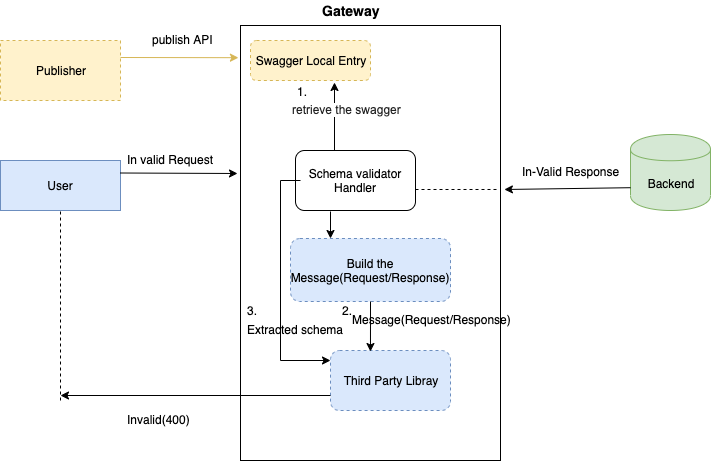 Gateway
publish API
Publisher
Swagger Local Entry
1.
retrieve the swagger
In valid Request
User
Schema validator
Handler
In-Valid Response
Backend
Build the
Message(Request/Response)
3.
Extracted schema
2.
Message(Request/Response)
Third Party Libray
Invalid(400)